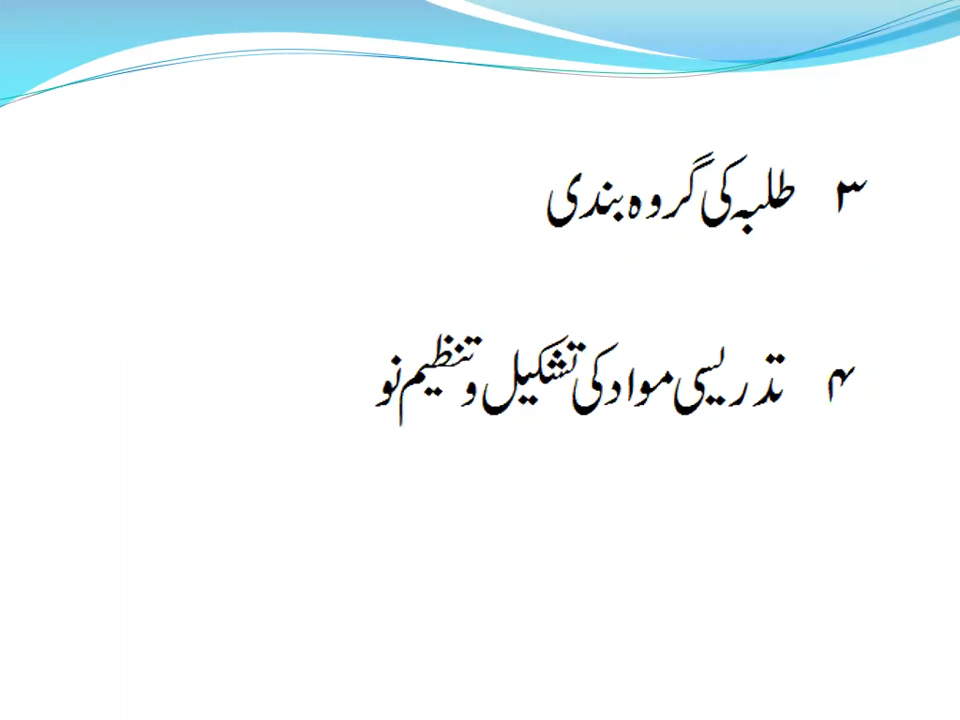 ۳ طلبہ کی گروہ بندی
۴ تدریسی مواد کی تشکیل و تنظیم نو